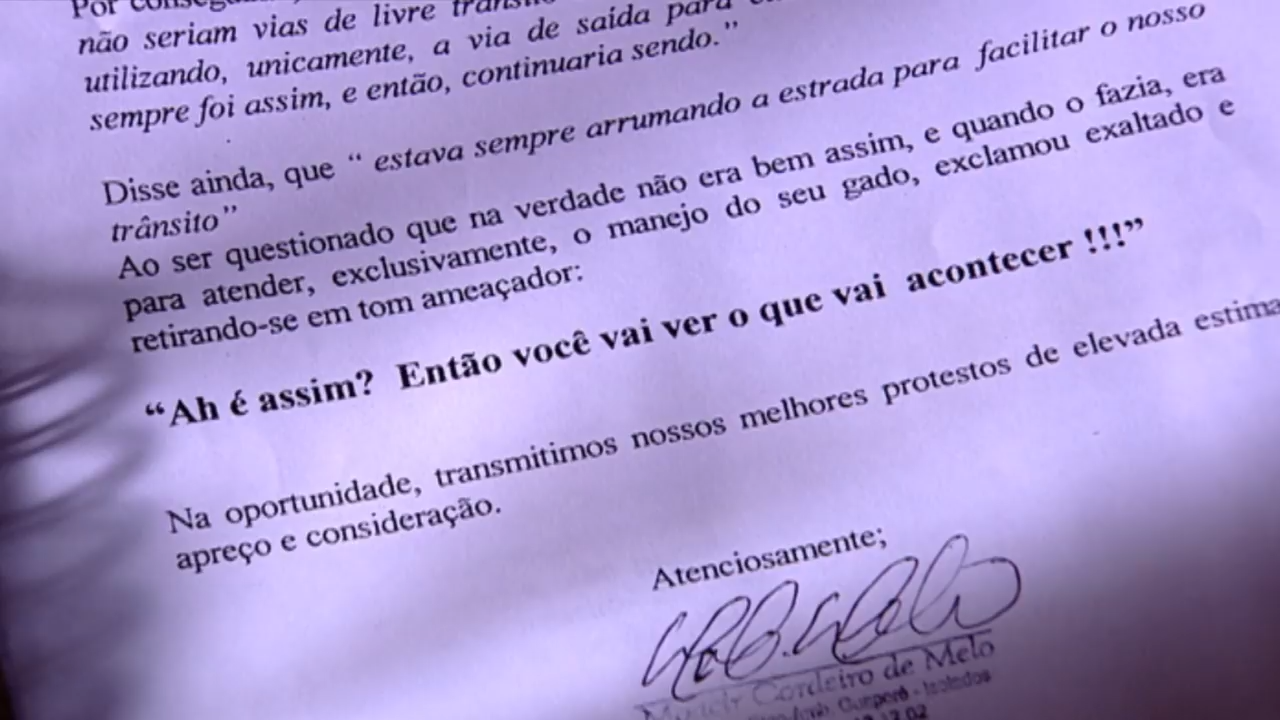 não seriam vias de livre
utilizando, unicamente, a via de saída para
sempre foi assim, e então, continuaria sendo.”
Disse ainda, que “ estava sempre arrumando a estrada para facilitar o nosso
trânsito”
Ao ser questionado que na verdade não era bem assim, e quando o fazia, era
para atender, exclusivamente, o manejo do seu gado, exclamou exaltado e
retirando-se em tom ameaçador:
“Ah é assim? Então você vai ver o que vai acontecer !!!”
Na oportunidade, transmitimos nossos melhores protestos de elevada estima
apreço e consideração.
Atenciosamente;
Cordeiro de Melo
Isolados